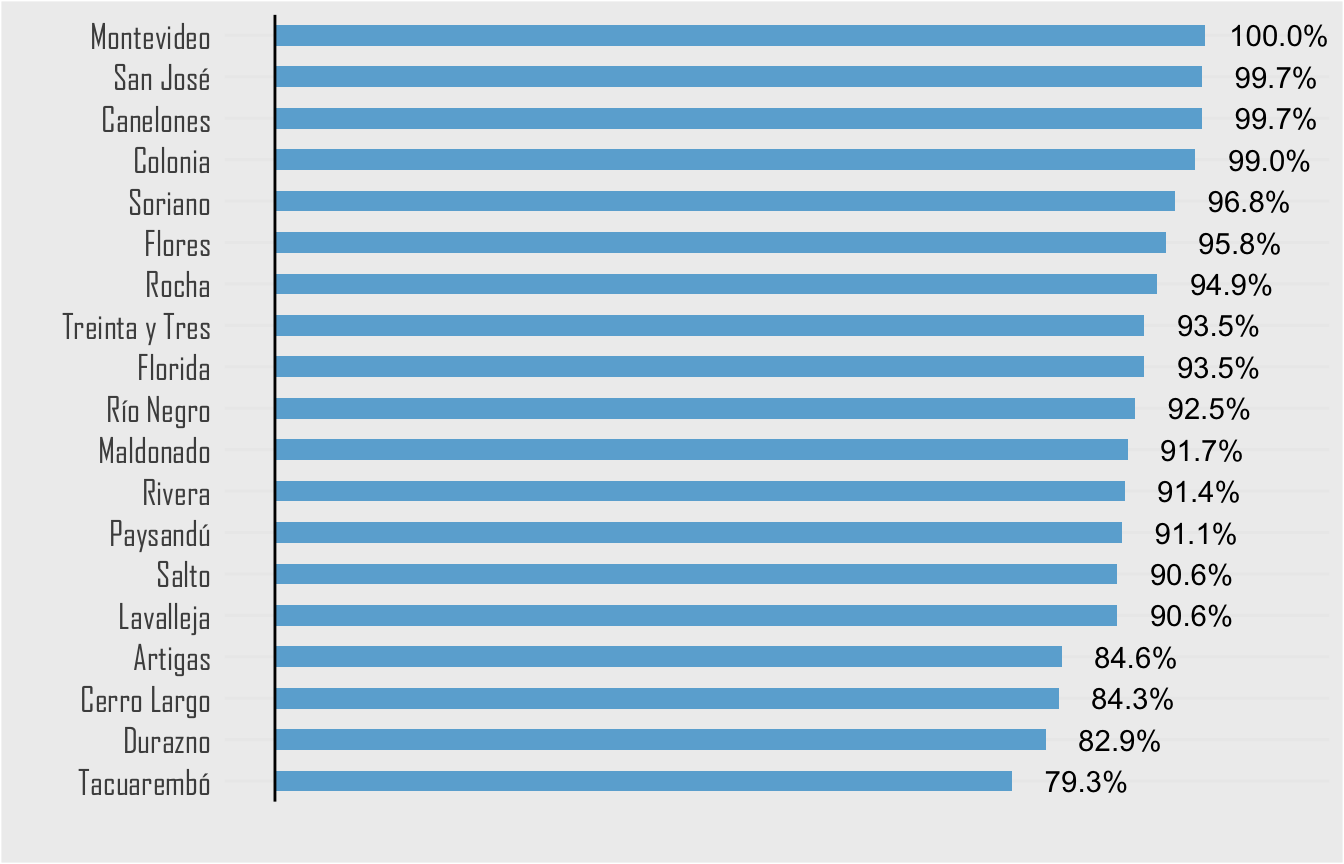 Montevideo 100.0%
San José 99.7%
Canelones 99.7%
Colonia 99.0%
Soriano 96.8%
Flores 95.8%
Rocha 94.9%
Treinta y Tres 93.5%
Florida 93.5%
Río Negro 92.5%
Maldonado 91.7%
Rivera 91.4%
Paysandú 91.1%
Salto 90.6%
Lavalleja 90.6%
Artigas 84.6%
Cerro Largo 84.3%
Durazno 82.9%
Tacuarembó 79.3%